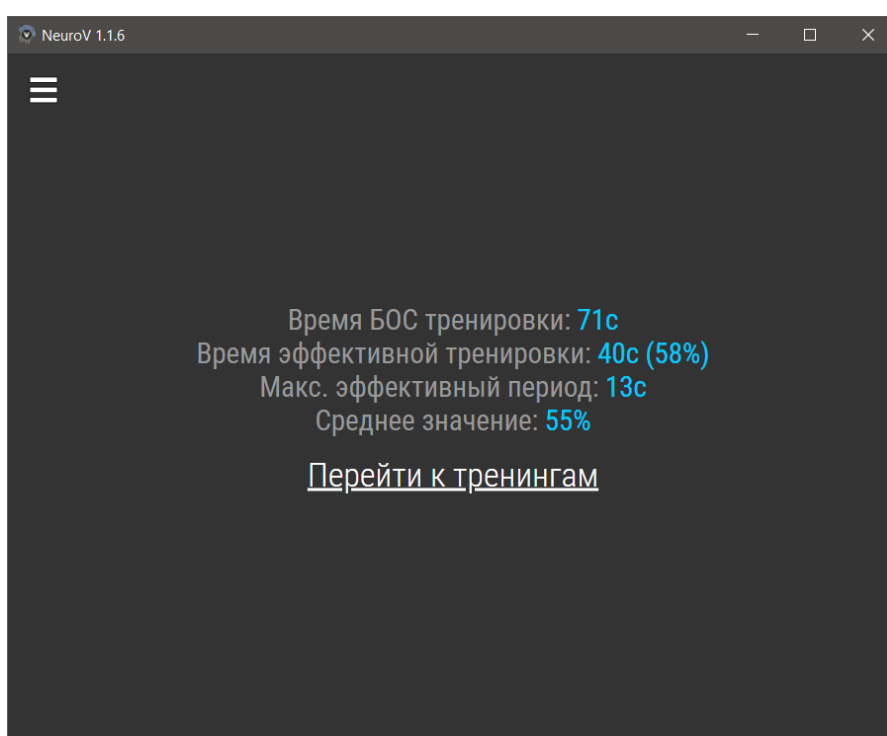 NeuroV 1.1.6
Время БОС тренировки: 71с
Время эффективной тренировки: 40с (58%)
Макс. эффективный период: 13с
Среднее значение: 55%
Перейти к тренингам